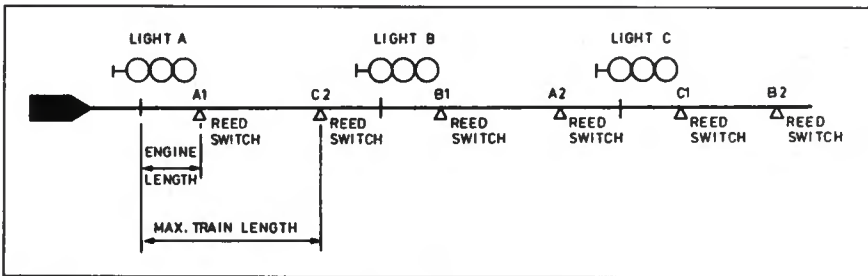 LIGHT A
LIGHT B
LIGHT C
A1
C2
B1
A2
C1
B2
REED SWITCH
REED SWITCH
REED SWITCH
REED SWITCH
REED SWITCH
REED SWITCH
ENGINE LENGTH
MAX. TRAIN LENGTH